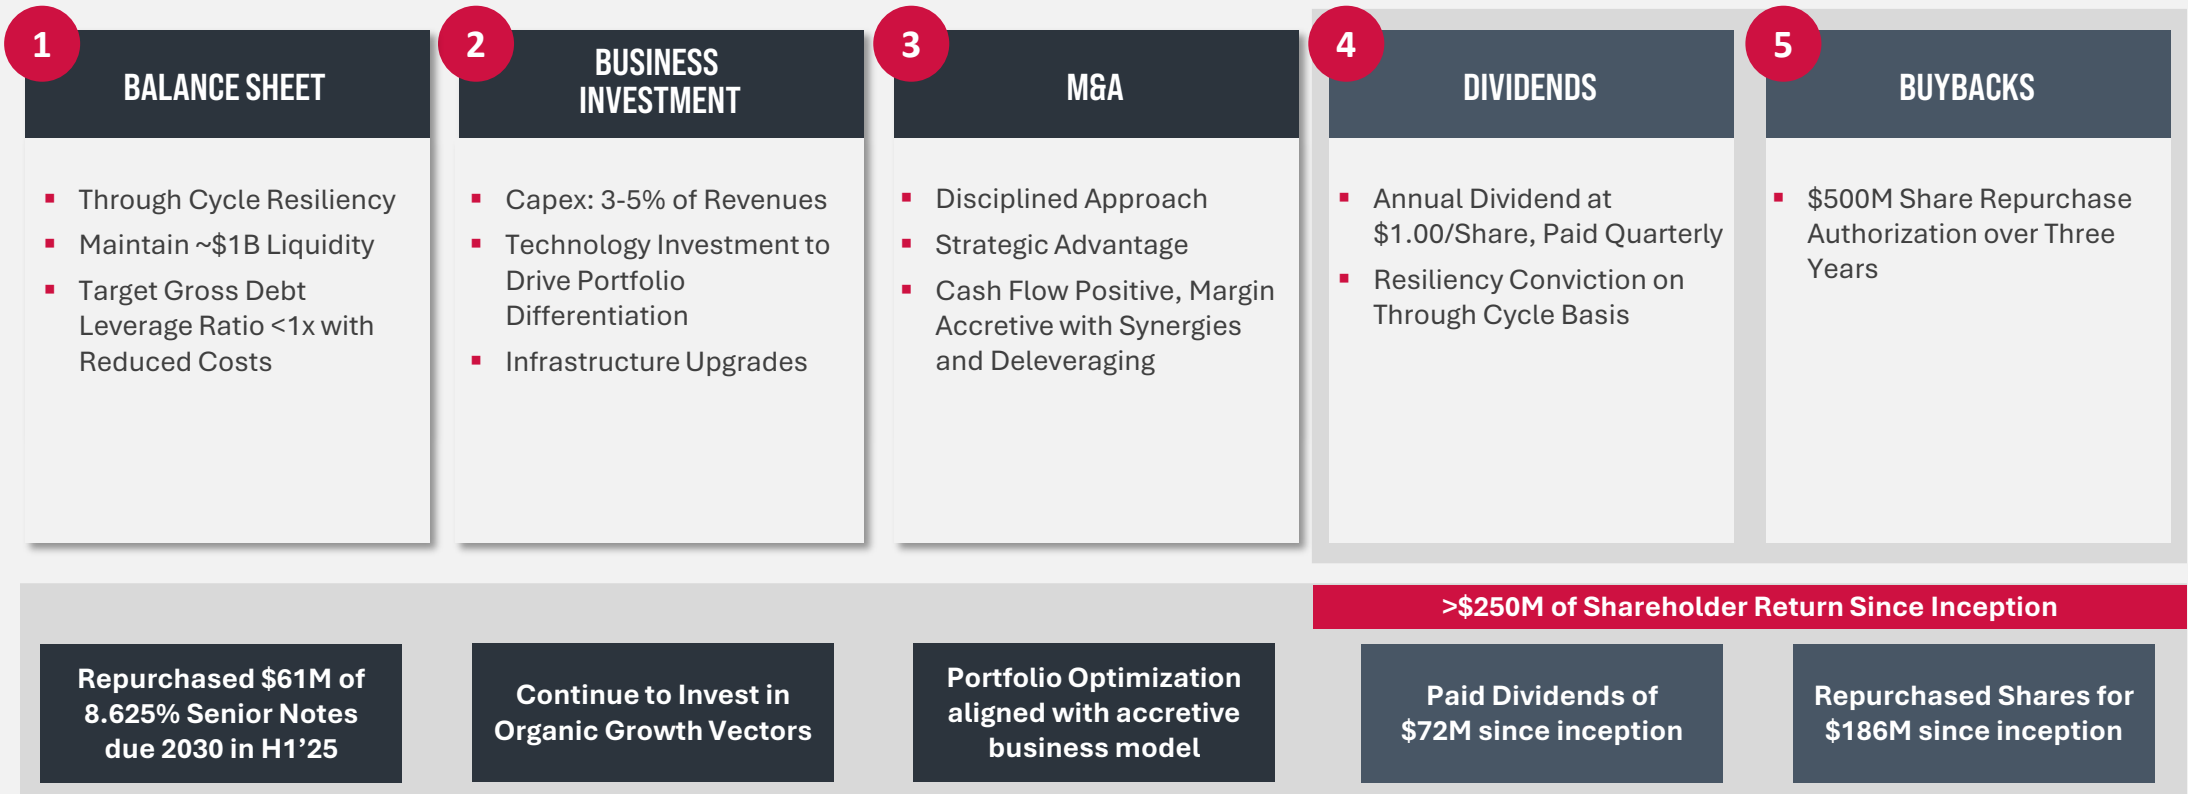 1
BALANCE SHEET
▪ Through Cycle Resiliency
▪ Maintain ~$1B Liquidity
▪ Target Gross Debt
Leverage Ratio <1x with
Reduced Costs
2
BUSINESS
INVESTMENT
▪ Capex: 3-5% of Revenues
▪ Technology Investment to
Drive Portfolio
Differentiation
▪ Infrastructure Upgrades
3
M&A
▪ Disciplined Approach
▪ Strategic Advantage
▪ Cash Flow Positive, Margin
Accretive with Synergies
and Deleveraging
4
DIVIDENDS
▪ Annual Dividend at
$1.00/Share, Paid Quarterly
▪ Resiliency Conviction on
Through Cycle Basis
5
BUYBACKS
▪ $500M Share Repurchase
Authorization over Three
Years
>$250M of Shareholder Return Since Inception
Repurchased $61M of
8.625% Senior Notes
due 2030 in H1’25
Continue to Invest in
Organic Growth Vectors
Portfolio Optimization
aligned with accretive
business model
Paid Dividends of
$72M since inception
Repurchased Shares for
$186M since inception